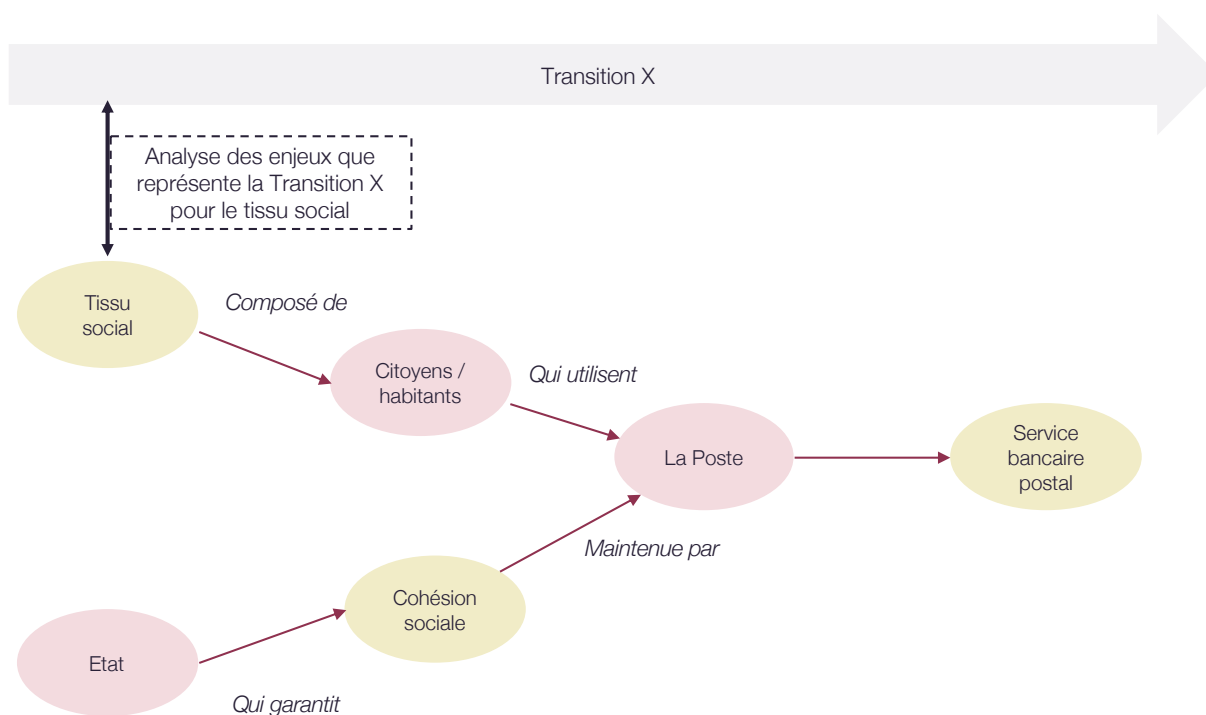 Transition X
Analyse des enjeux que
représente la Transition X
pour le tissu social
Tissu
social
Composé de
Citoyens /
habitants
Qui utilisent
La Poste
Service
bancaire
postal
Maintenue par
Cohésion
sociale
Etat
Qui garantit